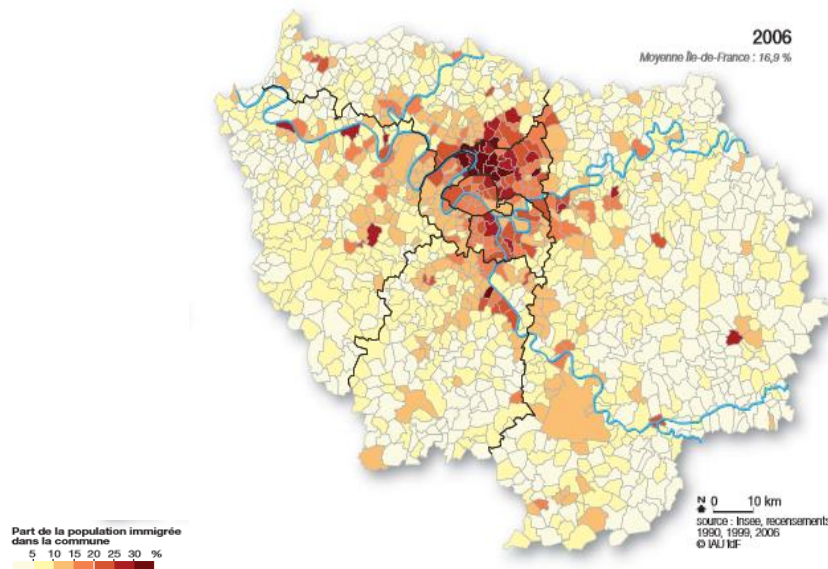 2006
Moyenne Île-de-France : 16,9 %
N 0 10 km
source : Insee, recensements
1990, 1999, 2006
© IAU îdF
Part de la population immigrée
dans la commune
5 10 15 20 25 30 %